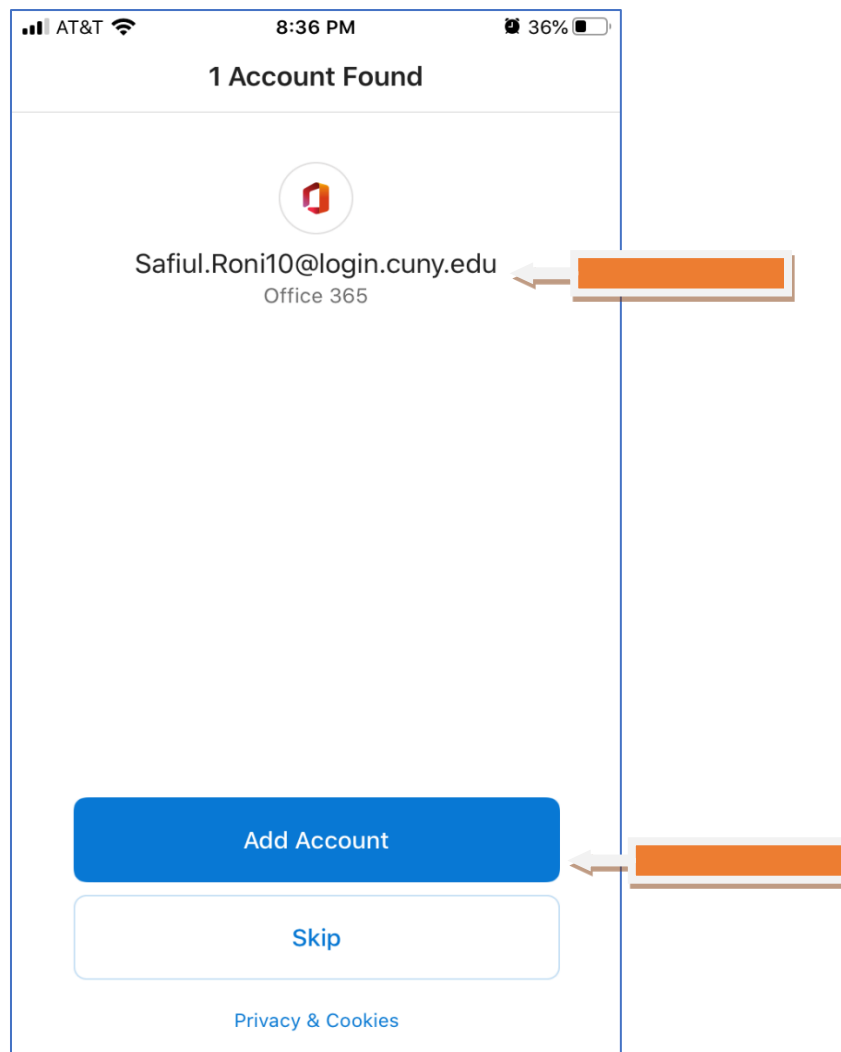 AT&T 8:36 PM 36%
1 Account Found
Safiul.Roni10@login.cuny.edu
Office 365
Add Account
Skip
Privacy & Cookies